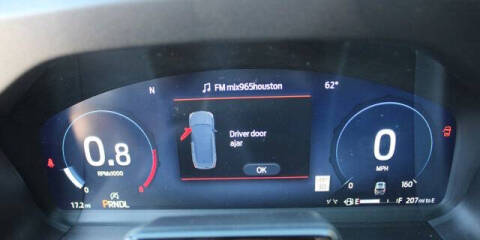 N
FM mix965houston
62°
Driver door
ajar
OK
0.8
RPMx1000
0
PRNDL
17.2 mi
0
MPH
0
160
E
F
207 mi to E